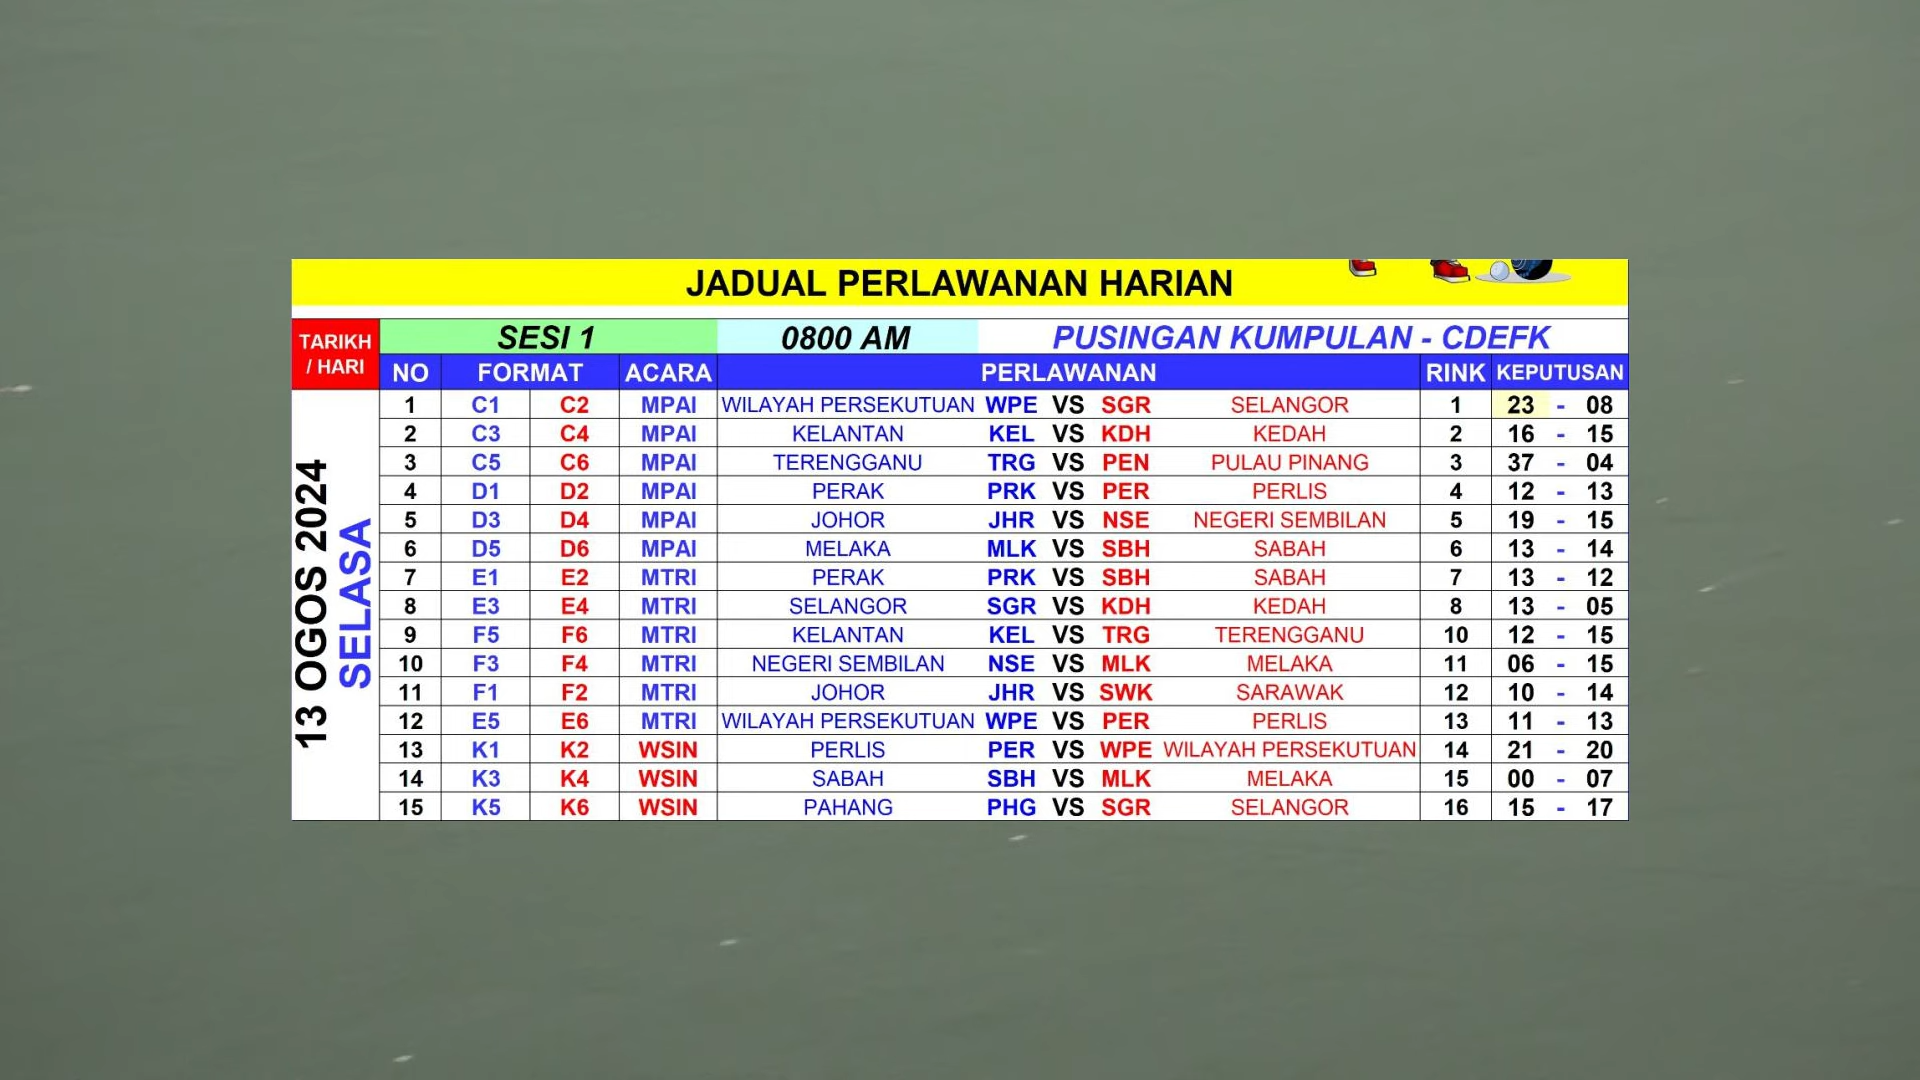 JADUAL PERLAWANAN HARIAN
TARIKH / HARI SESI 1 0800 AM PUSINGAN KUMPULAN - CDEFK
NO FORMAT ACARA PERLAWANAN RINK KEPUTUSAN
13 OGOS 2024
SELASA
1 C1 C2 MPAI WILAYAH PERSEKUTUAN WPE VS SGR SELANGOR 1 23 - 08
2 C3 C4 MPAI KELANTAN KEL VS KDH KEDAH 2 16 - 15
3 C5 C6 MPAI TERENGGANU TRG VS PEN PULAU PINANG 3 37 - 04
4 D1 D2 MPAI PERAK PRK VS PER PERLIS 4 12 - 13
5 D3 D4 MPAI JOHOR JHR VS NSE NEGERI SEMBILAN 5 19 - 15
6 D5 D6 MPAI MELAKA MLK VS SBH SABAH 6 13 - 14
7 E1 E2 MTRI PERAK PRK VS SBH SABAH 7 13 - 12
8 E3 E4 MTRI SELANGOR SGR VS KDH KEDAH 8 13 - 05
9 F5 F6 MTRI KELANTAN KEL VS TRG TERENGGANU 10 12 - 15
10 F3 F4 MTRI NEGERI SEMBILAN NSE VS MLK MELAKA 11 06 - 15
11 F1 F2 MTRI JOHOR JHR VS SWK SARAWAK 12 10 - 14
12 E5 E6 MTRI WILAYAH PERSEKUTUAN WPE VS PER PERLIS 13 11 - 13
13 K1 K2 WSIN PERLIS PER VS WPE WILAYAH PERSEKUTUAN 14 21 - 20
14 K3 K4 WSIN SABAH SBH VS MLK MELAKA 15 00 - 07
15 K5 K6 WSIN PAHANG PHG VS SGR SELANGOR 16 15 - 17